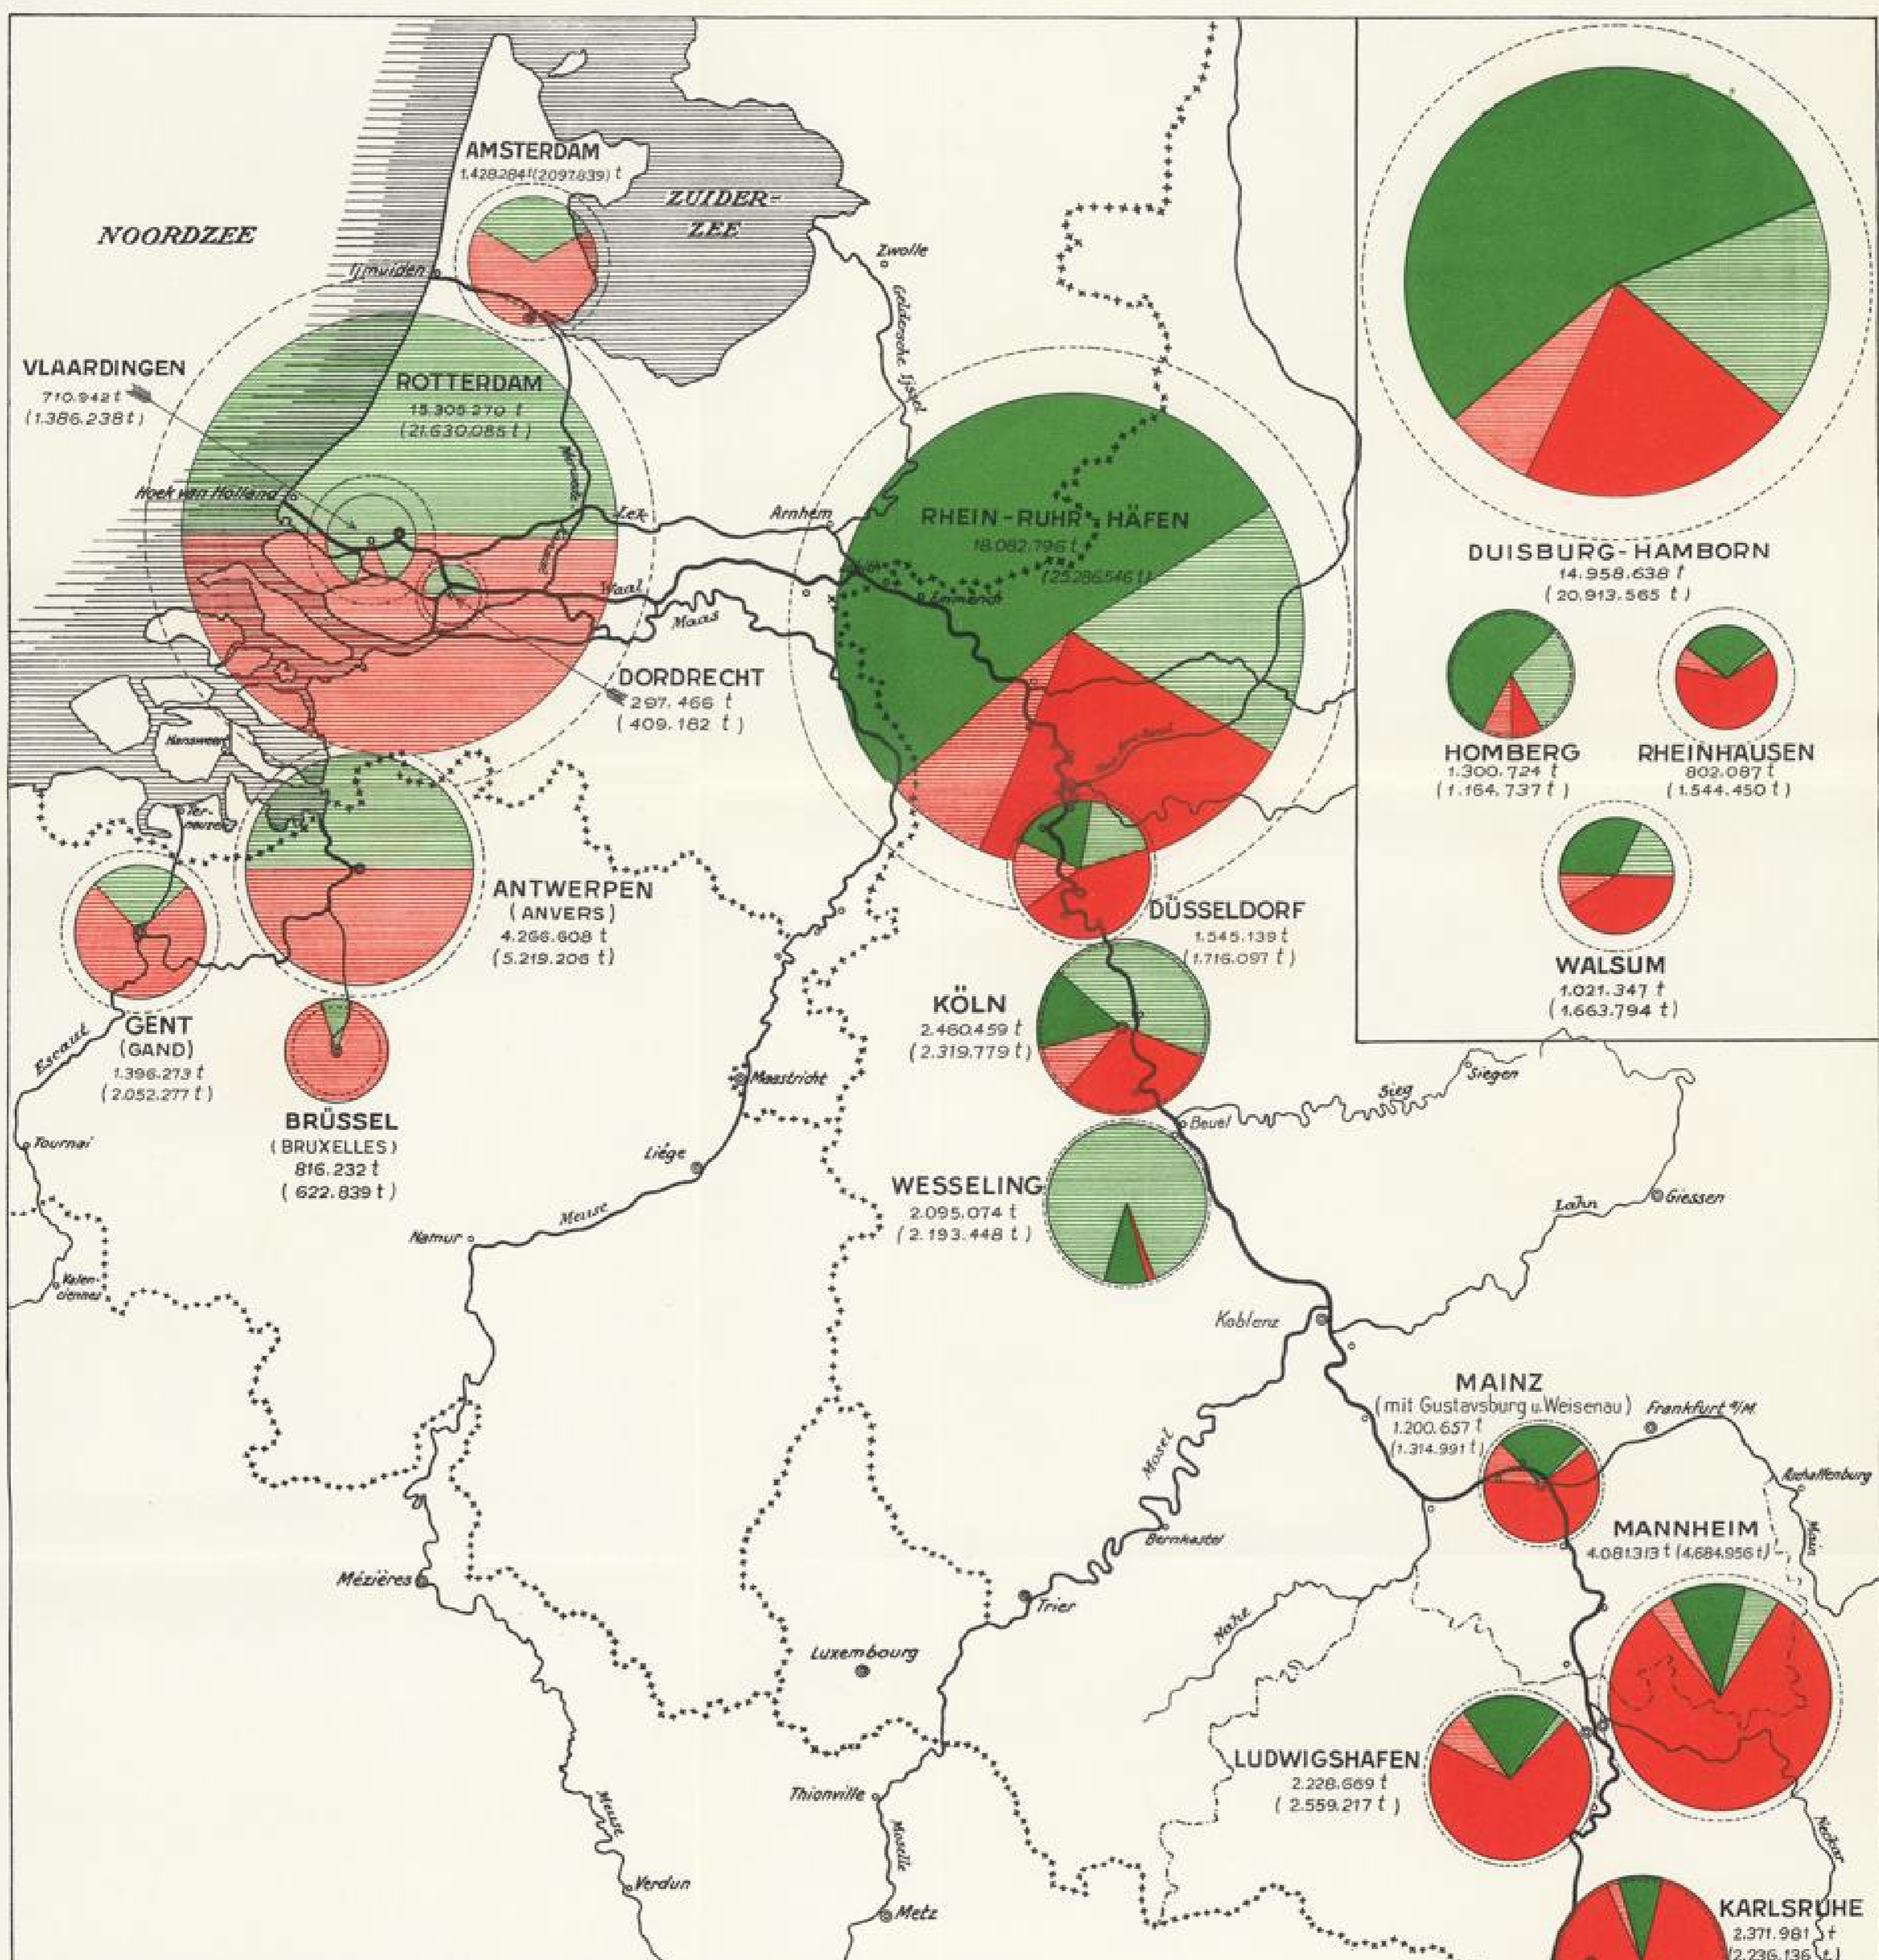 NOORDZEE
AMSTERDAM
1.428.284 t (2.097.839) t
ZUIDER-
ZEE
Ijmuiden
Zwolle
Geldersche Ijssel
VLAARDINGEN
710.942 t
(1.386.238 t)
ROTTERDAM
15.305.270 t
(21.630.085 t)
Hoek van Holland
Merwede
Lek
Arnhem
Waal
Maas
RHEIN-RUHR-HÄFEN
18.082.796 t
(25.286.546 t)
Emmerich
DORDRECHT
297.466 t
(409.182 t)
Hansweert
Ter-
neuzen
ANTWERPEN
(ANVERS)
4.266.608 t
(5.219.206 t)
GENT
(GAND)
1.396.273 t
(2.052.277 t)
Escaut
BRÜSSEL
(BRUXELLES)
816.232 t
(622.839 t)
Tournai
Valen-
ciennes
Namur
Meuse
Liége
Maastricht
DUISBURG-HAMBORN
14.958.638 t
(20.913.565 t)
HOMBERG
1.300.724 t
(1.164.737 t)
RHEINHAUSEN
802.087 t
(1.544.450 t)
WALSUM
1.021.347 t
(1.663.794 t)
DÜSSELDORF
1.545.139 t
(1.716.097 t)
KÖLN
2.460.459 t
(2.319.779 t)
Beuel
Sieg
Siegen
WESSELING
2.095.074 t
(2.193.448 t)
Lahn
Giessen
Koblenz
Mosel
Bernkastel
Trier
MAINZ
(mit Gustavsburg u. Weisenau)
1.200.657 t
(1.314.991 t)
Frankfurt a/M.
Aschaffenburg
Main
MANNHEIM
4.081.313 t (4.684.956 t)
Nahe
Mézières
Luxembourg
LUDWIGSHAFEN
2.228.669 t
(2.559.217 t)
Neckar
Thionville
Moselle
Metz
Meuse
Verdun
KARLSRUHE
2.371.981 t
(2.236.136 t)